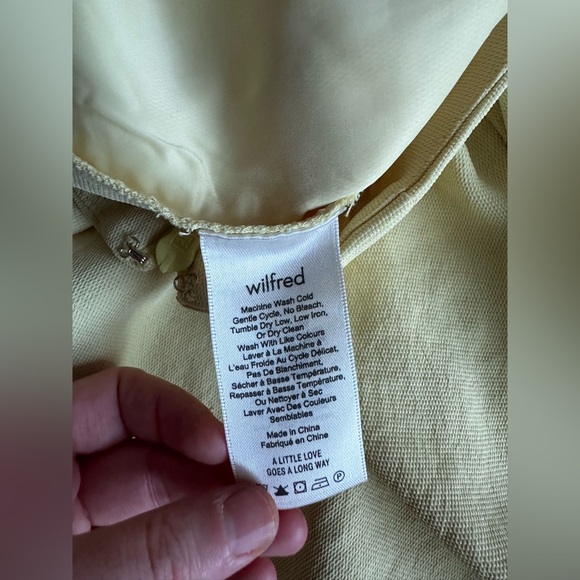 wilfred
Machine Wash Cold
Gentle Cycle, No Bleach,
Tumble Dry Low, Low Iron,
Or Dry Clean
Wash With Like Colours
Laver à La Machine à
L'eau Froide Au Cycle Délicat,
Pas De Blanchiment,
Sécher à Basse Température,
Repasser à Basse Température,
Ou Nettoyer à Sec
Laver Avec Des Couleurs
Semblables
Made in China
Fabriqué en Chine
A LITTLE LOVE
GOES A LONG WAY
P